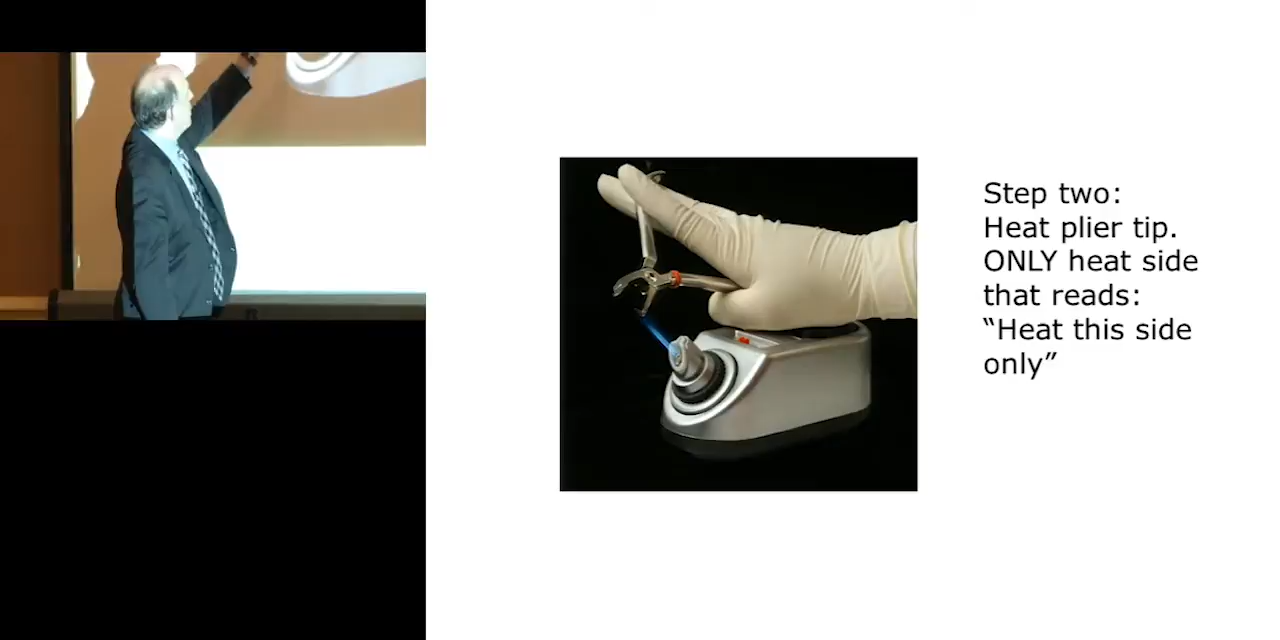 Step two:
Heat plier tip.
ONLY heat side
that reads:
“Heat this side
only”